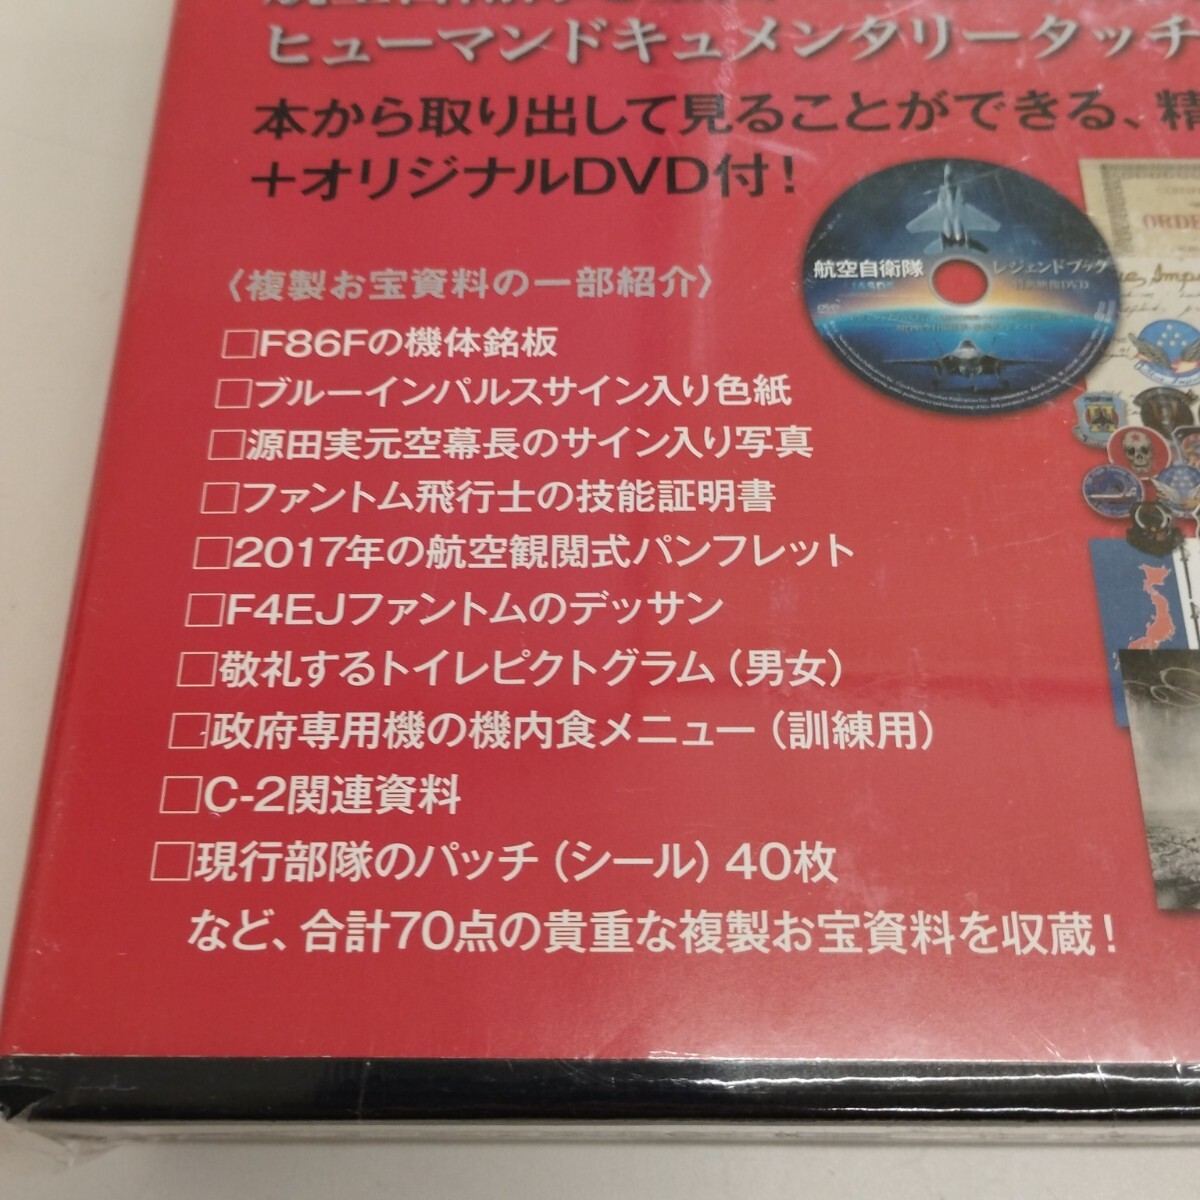 ヒューマンドキュメンタリータッチ
本から取り出して見ることができる、精
+オリジナルDVD付!
航空自衛隊
レジェンドブック
ORDE
〈複製お宝資料の一部紹介〉
□F86Fの機体銘板
□ブルーインパルスサイン入り色紙
□源田実元空幕長のサイン入り写真
□ファントム飛行士の技能証明書
□2017年の航空観閲式パンフレット
□F4EJファントムのデッサン
□敬礼するトイレピクトグラム(男女)
□政府専用機の機内食メニュー(訓練用)
□C-2関連資料
□現行部隊のパッチ(シール)40枚
など、合計70点の貴重な複製お宝資料を収蔵!